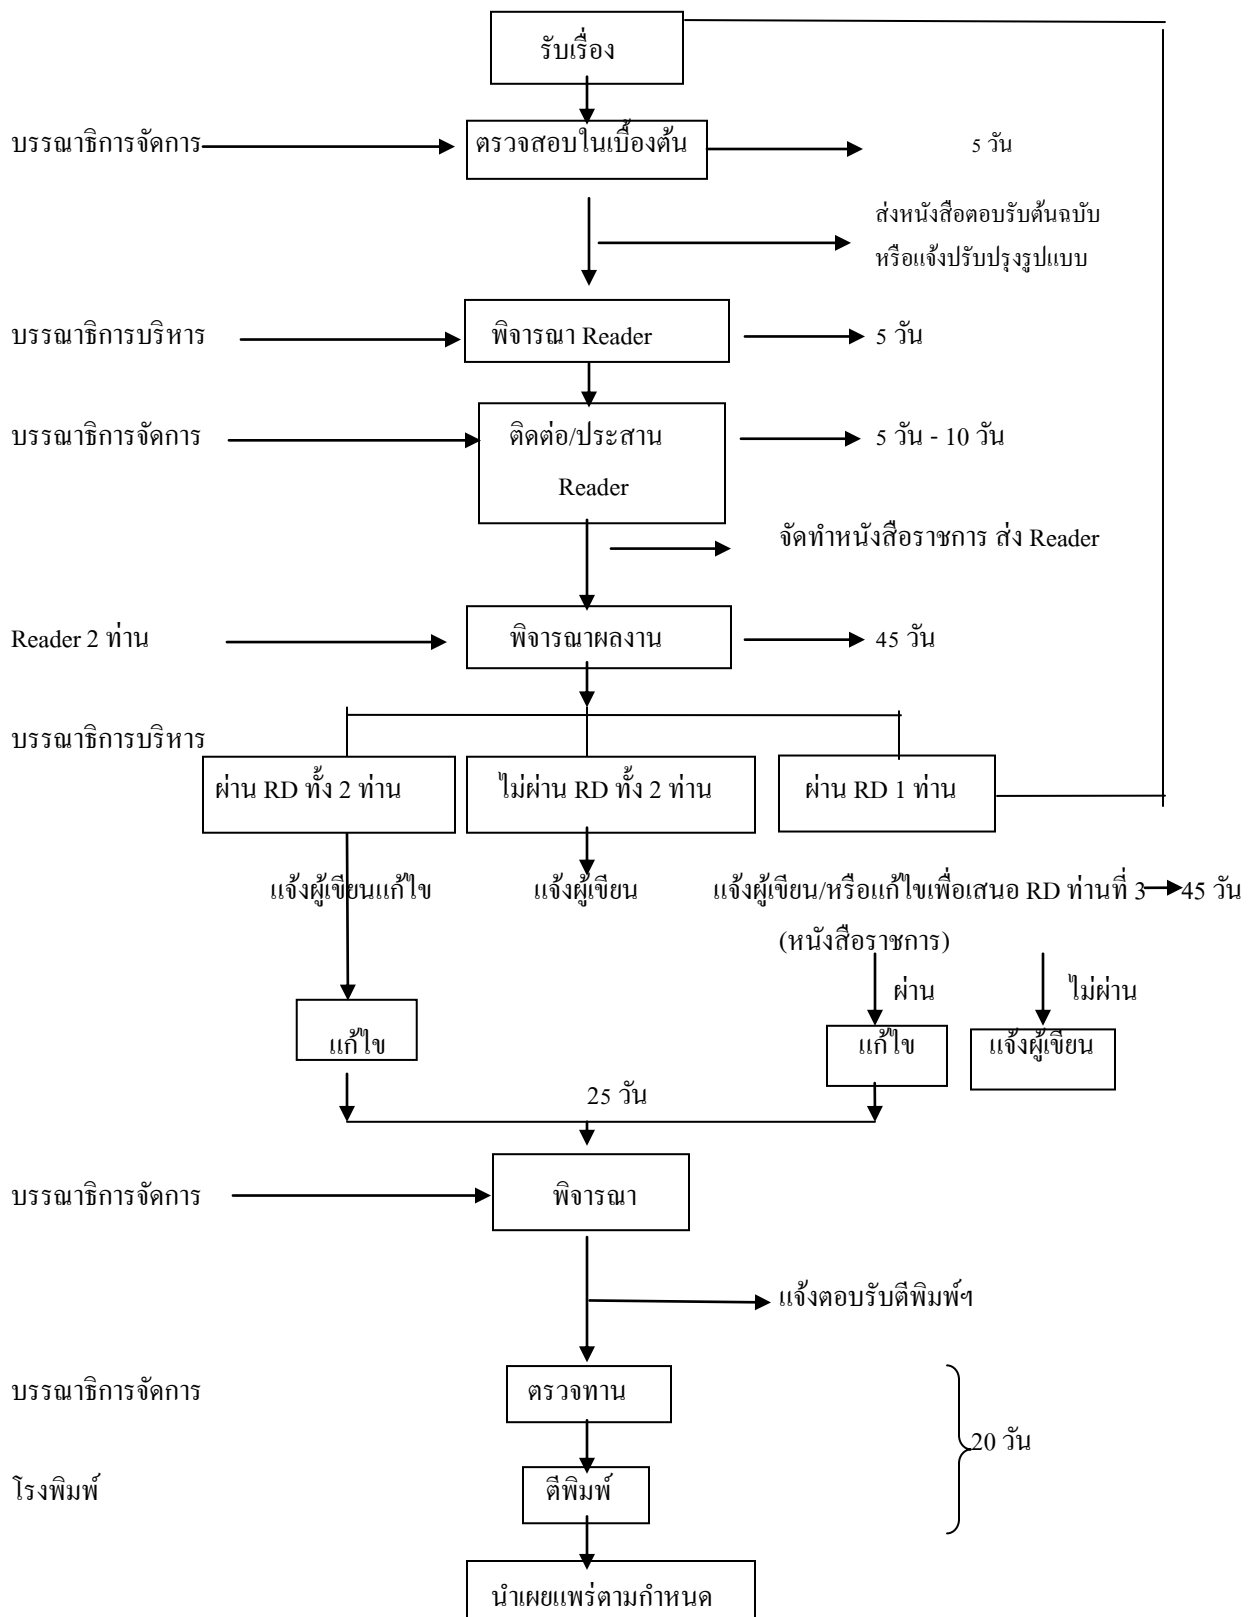 รับเรื่อง
บรรณาธิการจัดการ
ตรวจสอบในเบื้องต้น
5 วัน
ส่งหนังสือตอบรับต้นฉบับ
หรือแจ้งปรับปรุงรูปแบบ
บรรณาธิการบริหาร
พิจารณา Reader
5 วัน
บรรณาธิการจัดการ
ติดต่อ/ประสาน
Reader
5 วัน - 10 วัน
จัดทำหนังสือราชการ ส่ง Reader
Reader 2 ท่าน
พิจารณาผลงาน
45 วัน
บรรณาธิการบริหาร
ผ่าน RD ทั้ง 2 ท่าน
ไม่ผ่าน RD ทั้ง 2 ท่าน
ผ่าน RD 1 ท่าน
แจ้งผู้เขียนแก้ไข
แจ้งผู้เขียน
แจ้งผู้เขียน/หรือแก้ไขเพื่อเสนอ RD ท่านที่ 3
45 วัน
(หนังสือราชการ)
ผ่าน
ไม่ผ่าน
แก้ไข
แก้ไข
แจ้งผู้เขียน
25 วัน
บรรณาธิการจัดการ
พิจารณา
แจ้งตอบรับตีพิมพ์ฯ
บรรณาธิการจัดการ
ตรวจทาน
20 วัน
โรงพิมพ์
ตีพิมพ์
นำเผยแพร่ตามกำหนด